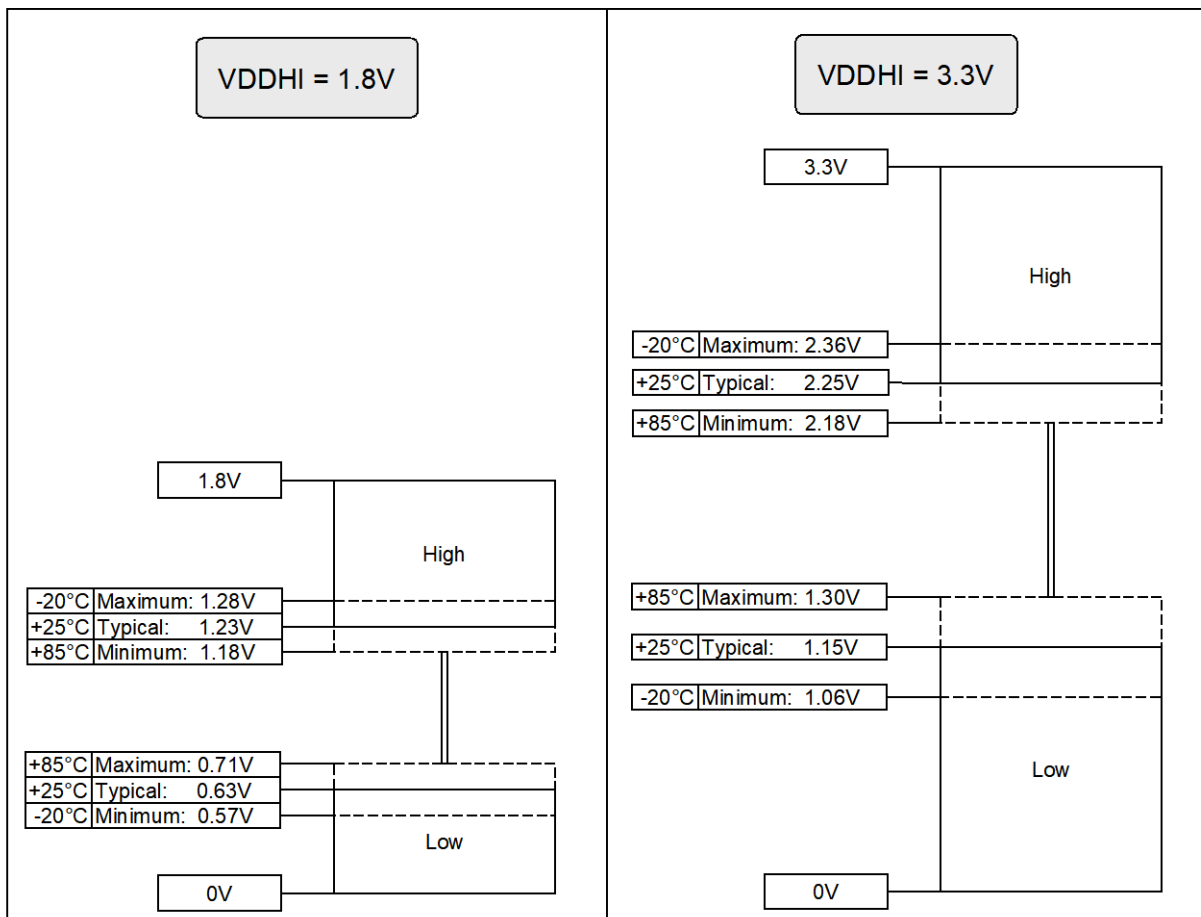 VDDHI = 1.8V
1.8V
High
-20°C Maximum: 1.28V
+25°C Typical: 1.23V
+85°C Minimum: 1.18V
+85°C Maximum: 0.71V
+25°C Typical: 0.63V
-20°C Minimum: 0.57V
Low
0V
VDDHI = 3.3V
3.3V
High
-20°C Maximum: 2.36V
+25°C Typical: 2.25V
+85°C Minimum: 2.18V
+85°C Maximum: 1.30V
+25°C Typical: 1.15V
-20°C Minimum: 1.06V
Low
0V